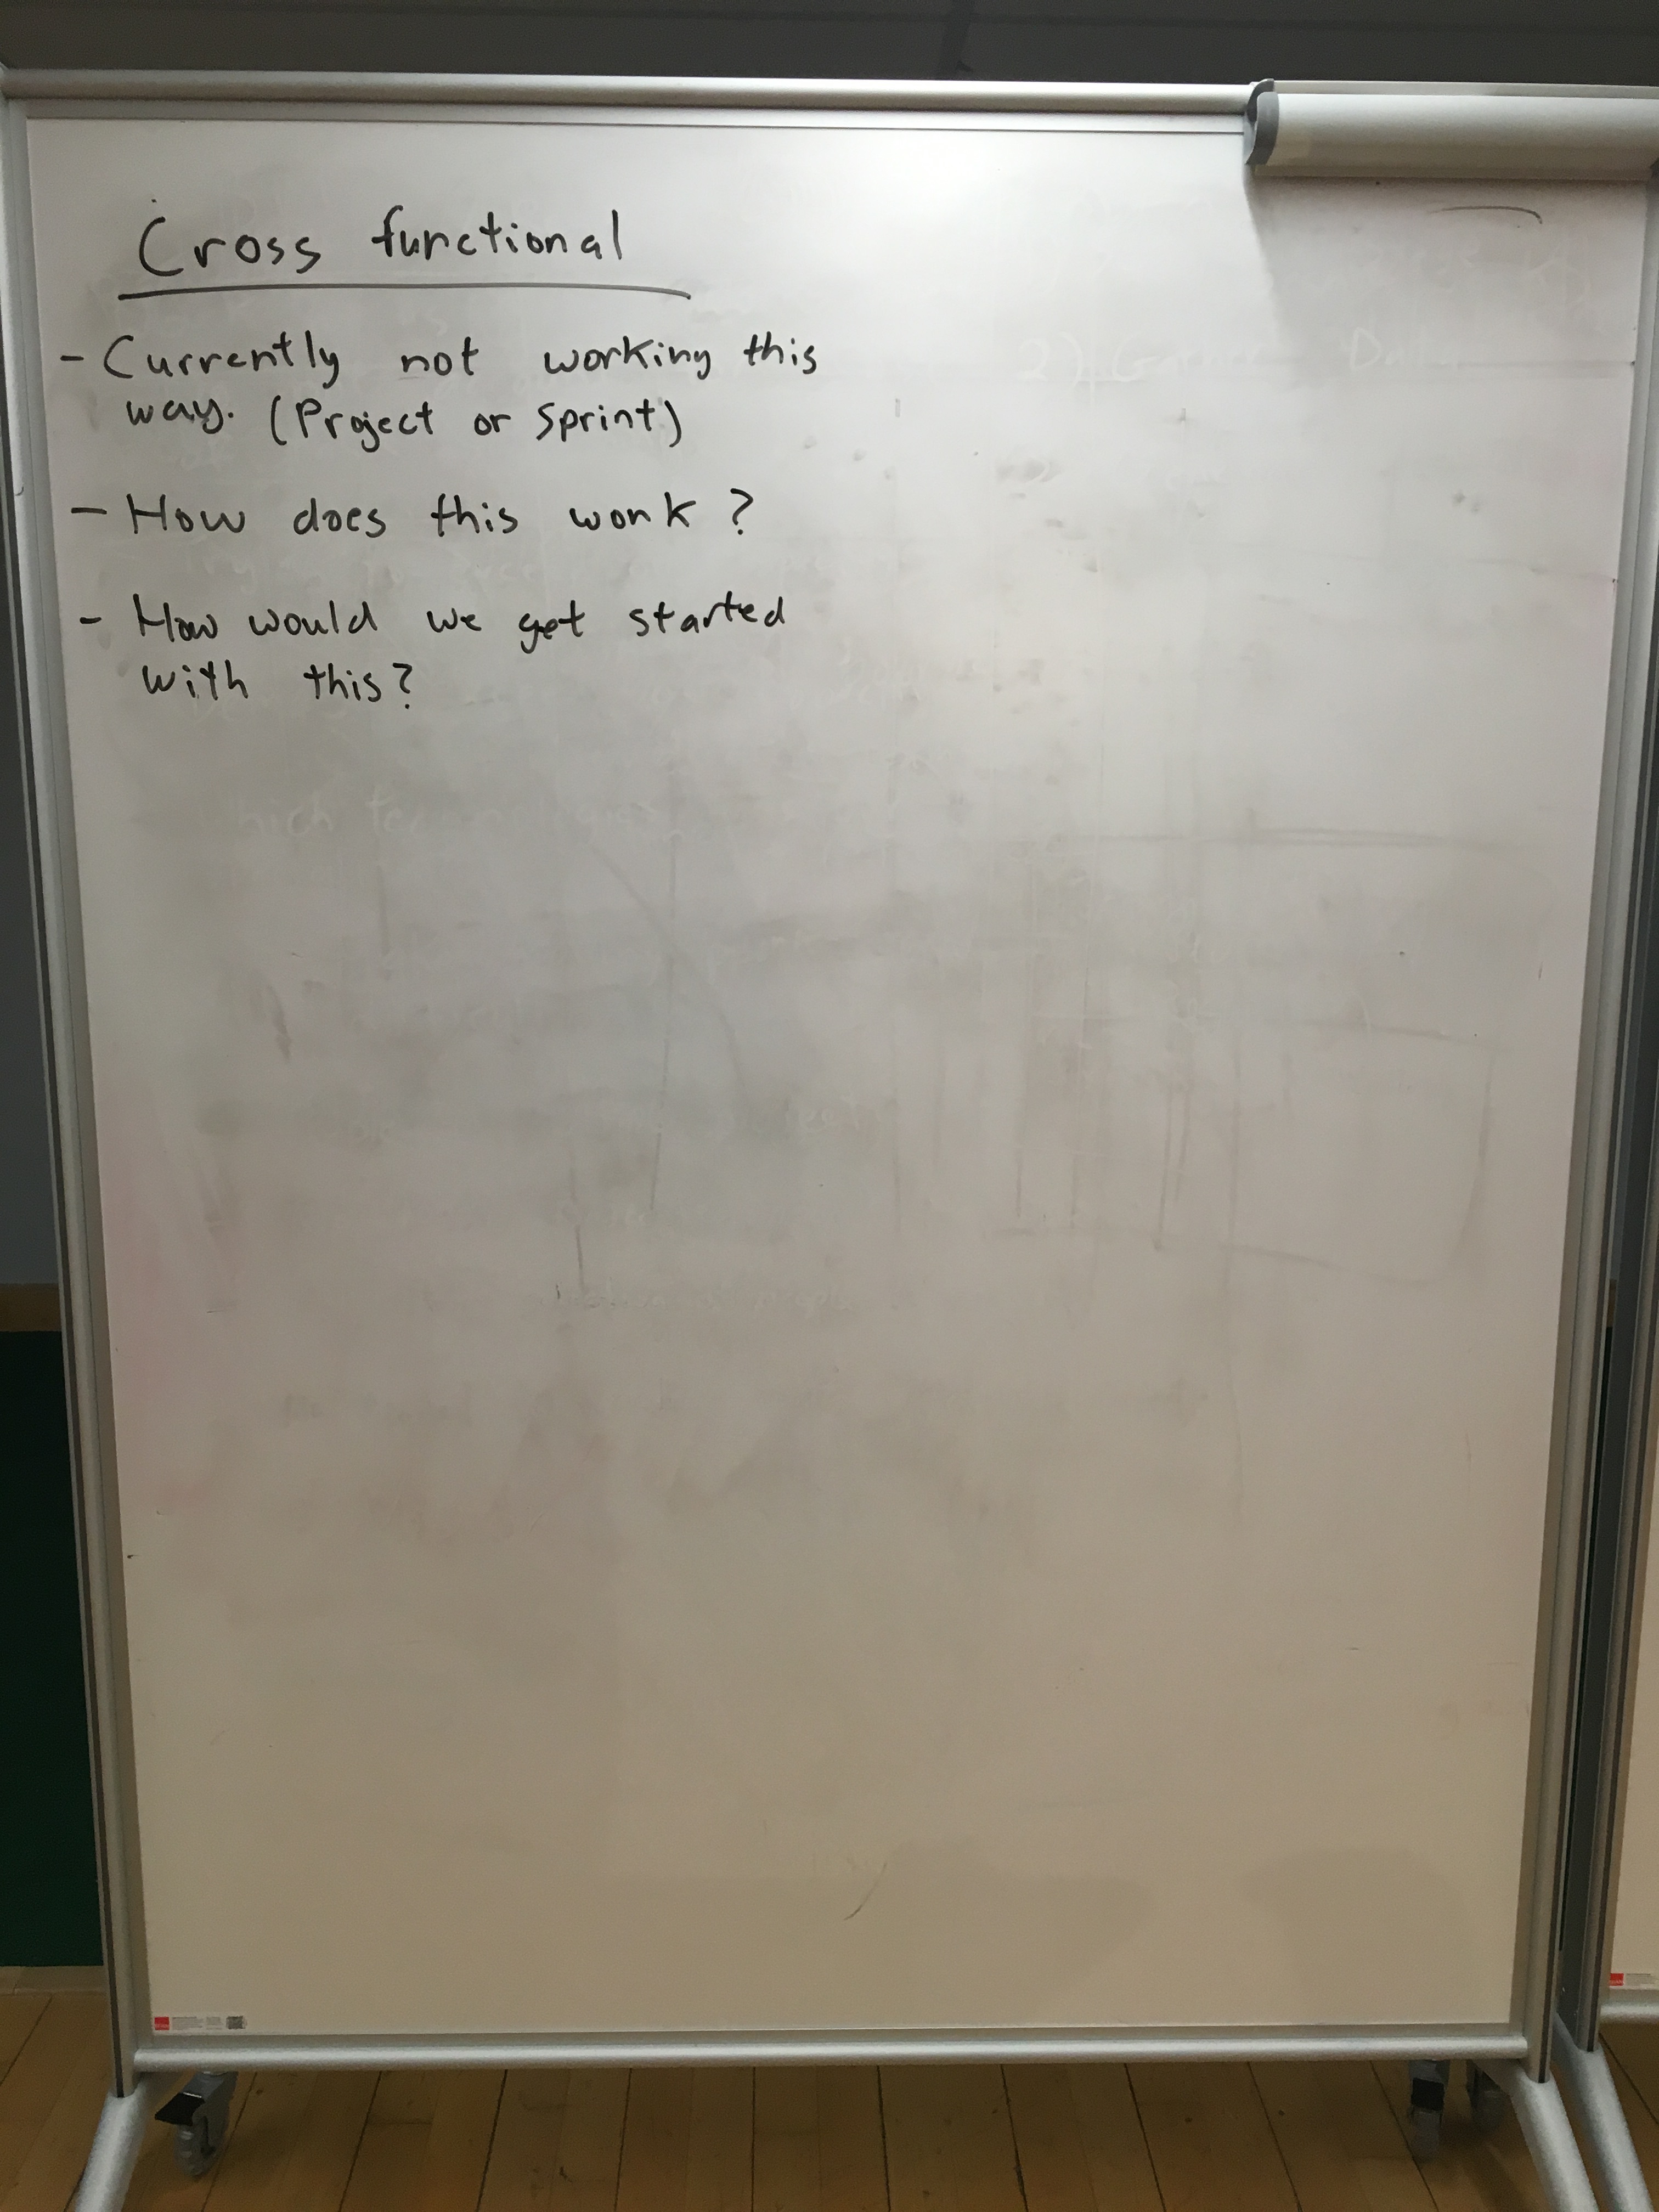 Cross functional
- Currently not working this
way. (Project or Sprint)
- How does this work ?
- How would we get started
with this?